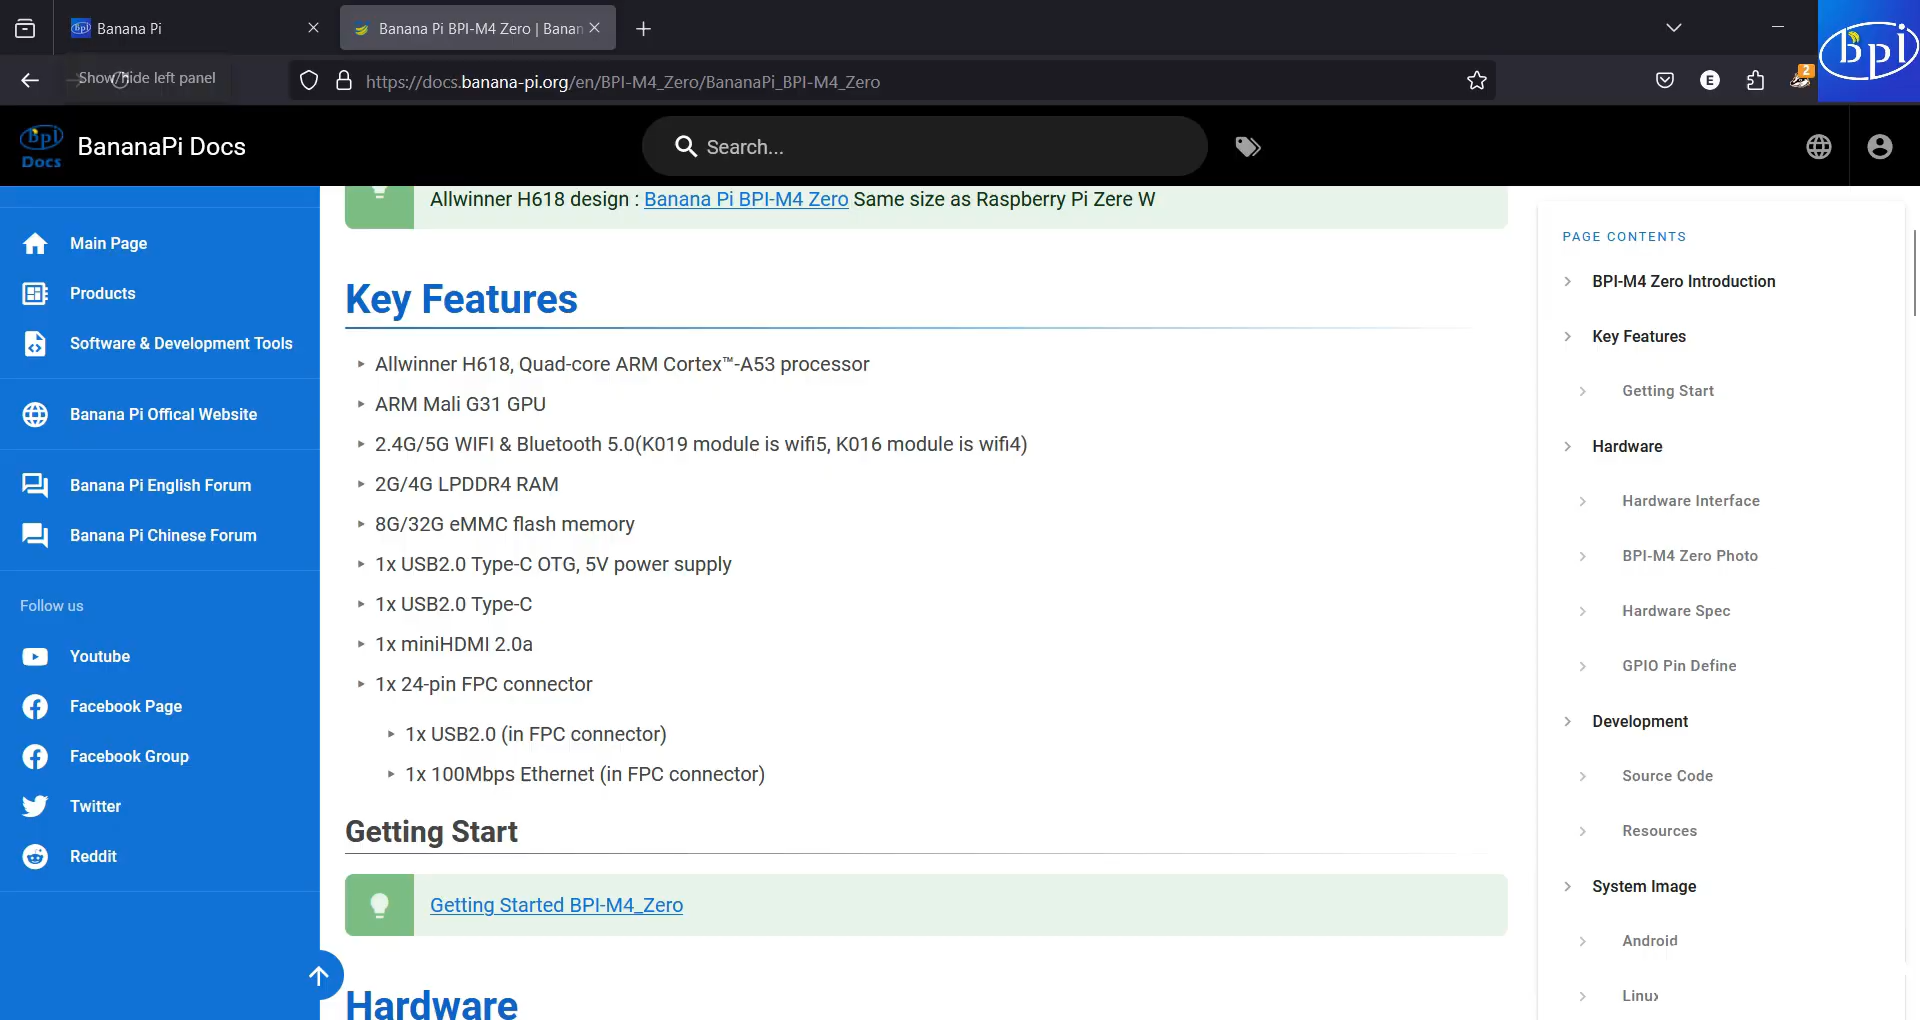 Banana Pi
Banana Pi BPI-M4 Zero | Banan
Show/hide left panel
https://docs.banana-pi.org/en/BPI-M4_Zero/BananaPi_BPI-M4_Zero
E
2
bpi
bpi
Docs
BananaPi Docs
Search...
Main Page
Products
Software & Development Tools
Banana Pi Offical Website
Banana Pi English Forum
Banana Pi Chinese Forum
Follow us
Youtube
Facebook Page
Facebook Group
Twitter
Reddit
Allwinner H618 design : Banana Pi BPI-M4 Zero Same size as Raspberry Pi Zere W
Key Features
Allwinner H618, Quad-core ARM Cortex™-A53 processor
ARM Mali G31 GPU
2.4G/5G WIFI & Bluetooth 5.0(K019 module is wifi5, K016 module is wifi4)
2G/4G LPDDR4 RAM
8G/32G eMMC flash memory
1x USB2.0 Type-C OTG, 5V power supply
1x USB2.0 Type-C
1x miniHDMI 2.0a
1x 24-pin FPC connector
1x USB2.0 (in FPC connector)
1x 100Mbps Ethernet (in FPC connector)
Getting Start
Getting Started BPI-M4_Zero
Hardware
PAGE CONTENTS
BPI-M4 Zero Introduction
Key Features
Getting Start
Hardware
Hardware Interface
BPI-M4 Zero Photo
Hardware Spec
GPIO Pin Define
Development
Source Code
Resources
System Image
Android
Linux